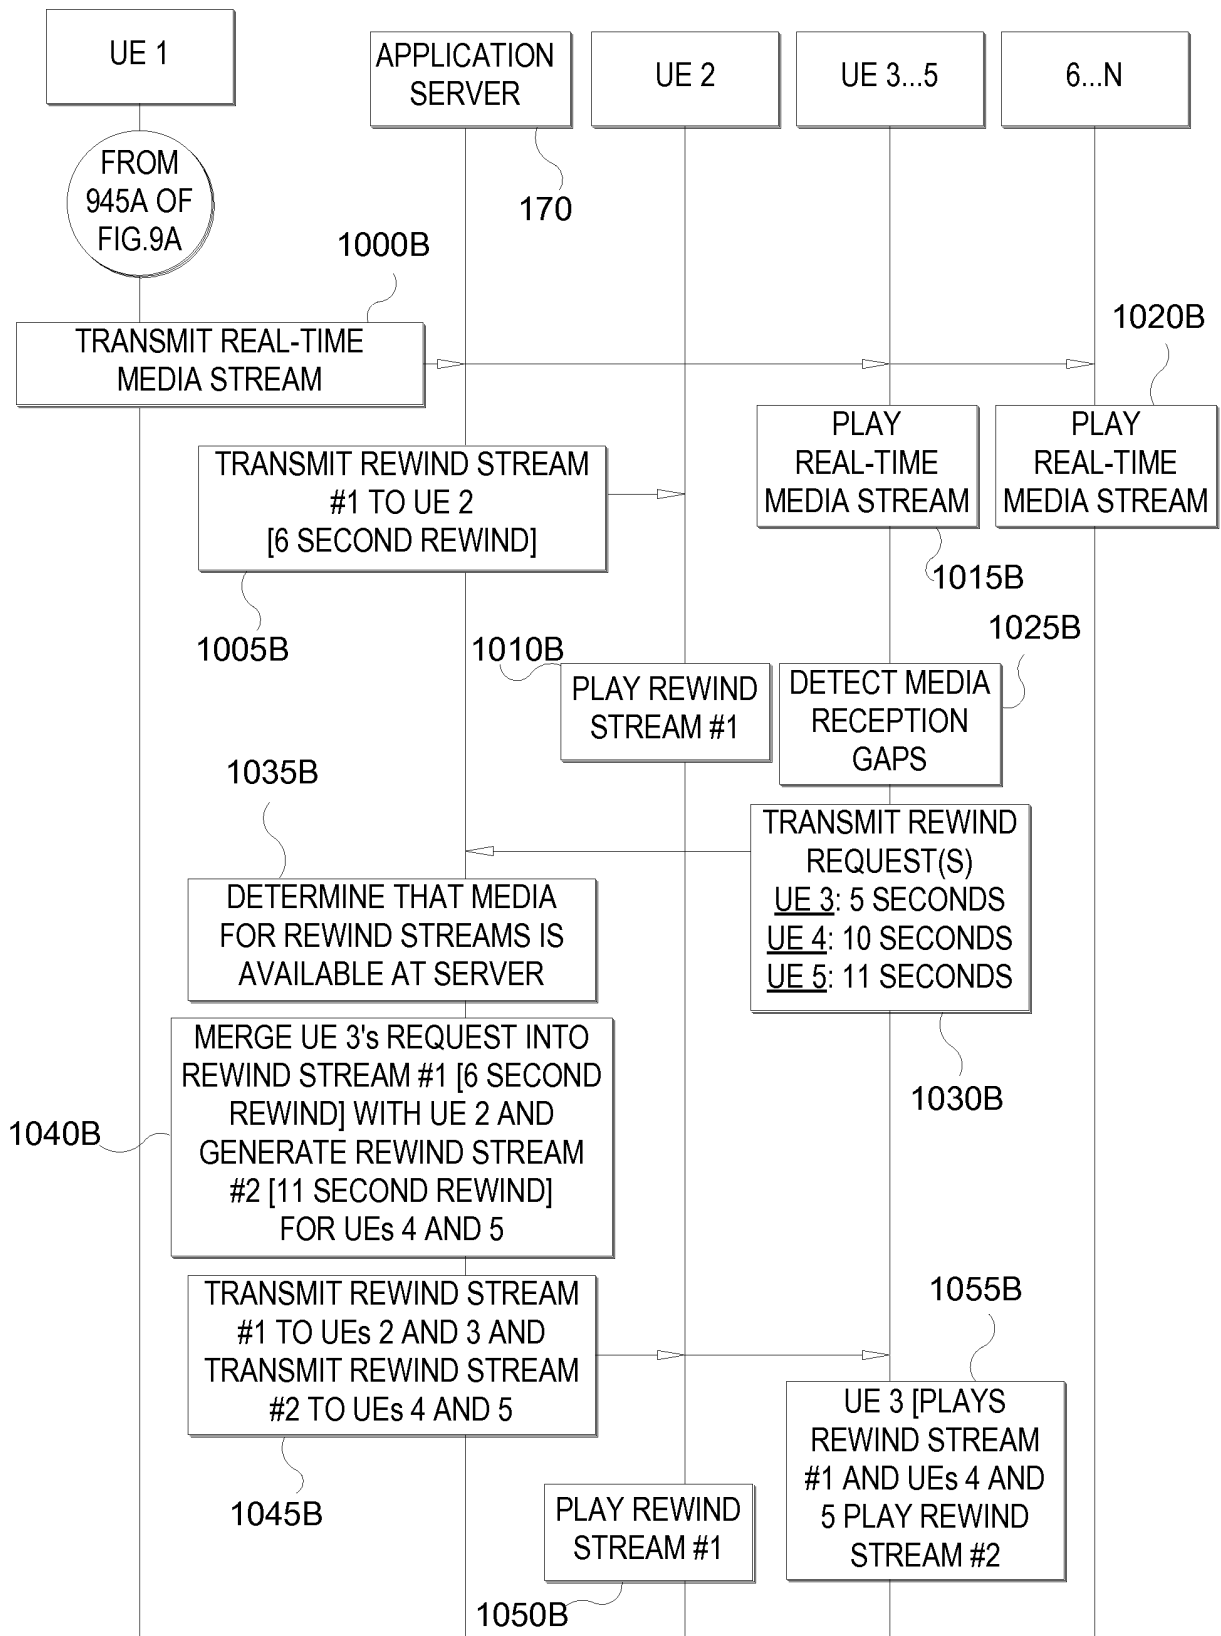 UE 1
APPLICATION
SERVER
UE 2
UE 3...5
6...N
FROM
945A OF
FIG.9A
170
1000B
TRANSMIT REAL-TIME
MEDIA STREAM
1020B
PLAY
REAL-TIME
MEDIA STREAM
PLAY
REAL-TIME
MEDIA STREAM
TRANSMIT REWIND STREAM
#1 TO UE 2
[6 SECOND REWIND]
1015B
1005B
1010B
1025B
PLAY REWIND
STREAM #1
DETECT MEDIA
RECEPTION
GAPS
1035B
TRANSMIT REWIND
REQUEST(S)
UE 3: 5 SECONDS
UE 4: 10 SECONDS
UE 5: 11 SECONDS
DETERMINE THAT MEDIA
FOR REWIND STREAMS IS
AVAILABLE AT SERVER
1030B
MERGE UE 3's REQUEST INTO
REWIND STREAM #1 [6 SECOND
REWIND] WITH UE 2 AND
GENERATE REWIND STREAM
#2 [11 SECOND REWIND]
FOR UEs 4 AND 5
1040B
TRANSMIT REWIND STREAM
#1 TO UEs 2 AND 3 AND
TRANSMIT REWIND STREAM
#2 TO UEs 4 AND 5
1055B
UE 3 [PLAYS
REWIND STREAM
#1 AND UEs 4 AND
5 PLAY REWIND
STREAM #2
1045B
PLAY REWIND
STREAM #1
1050B